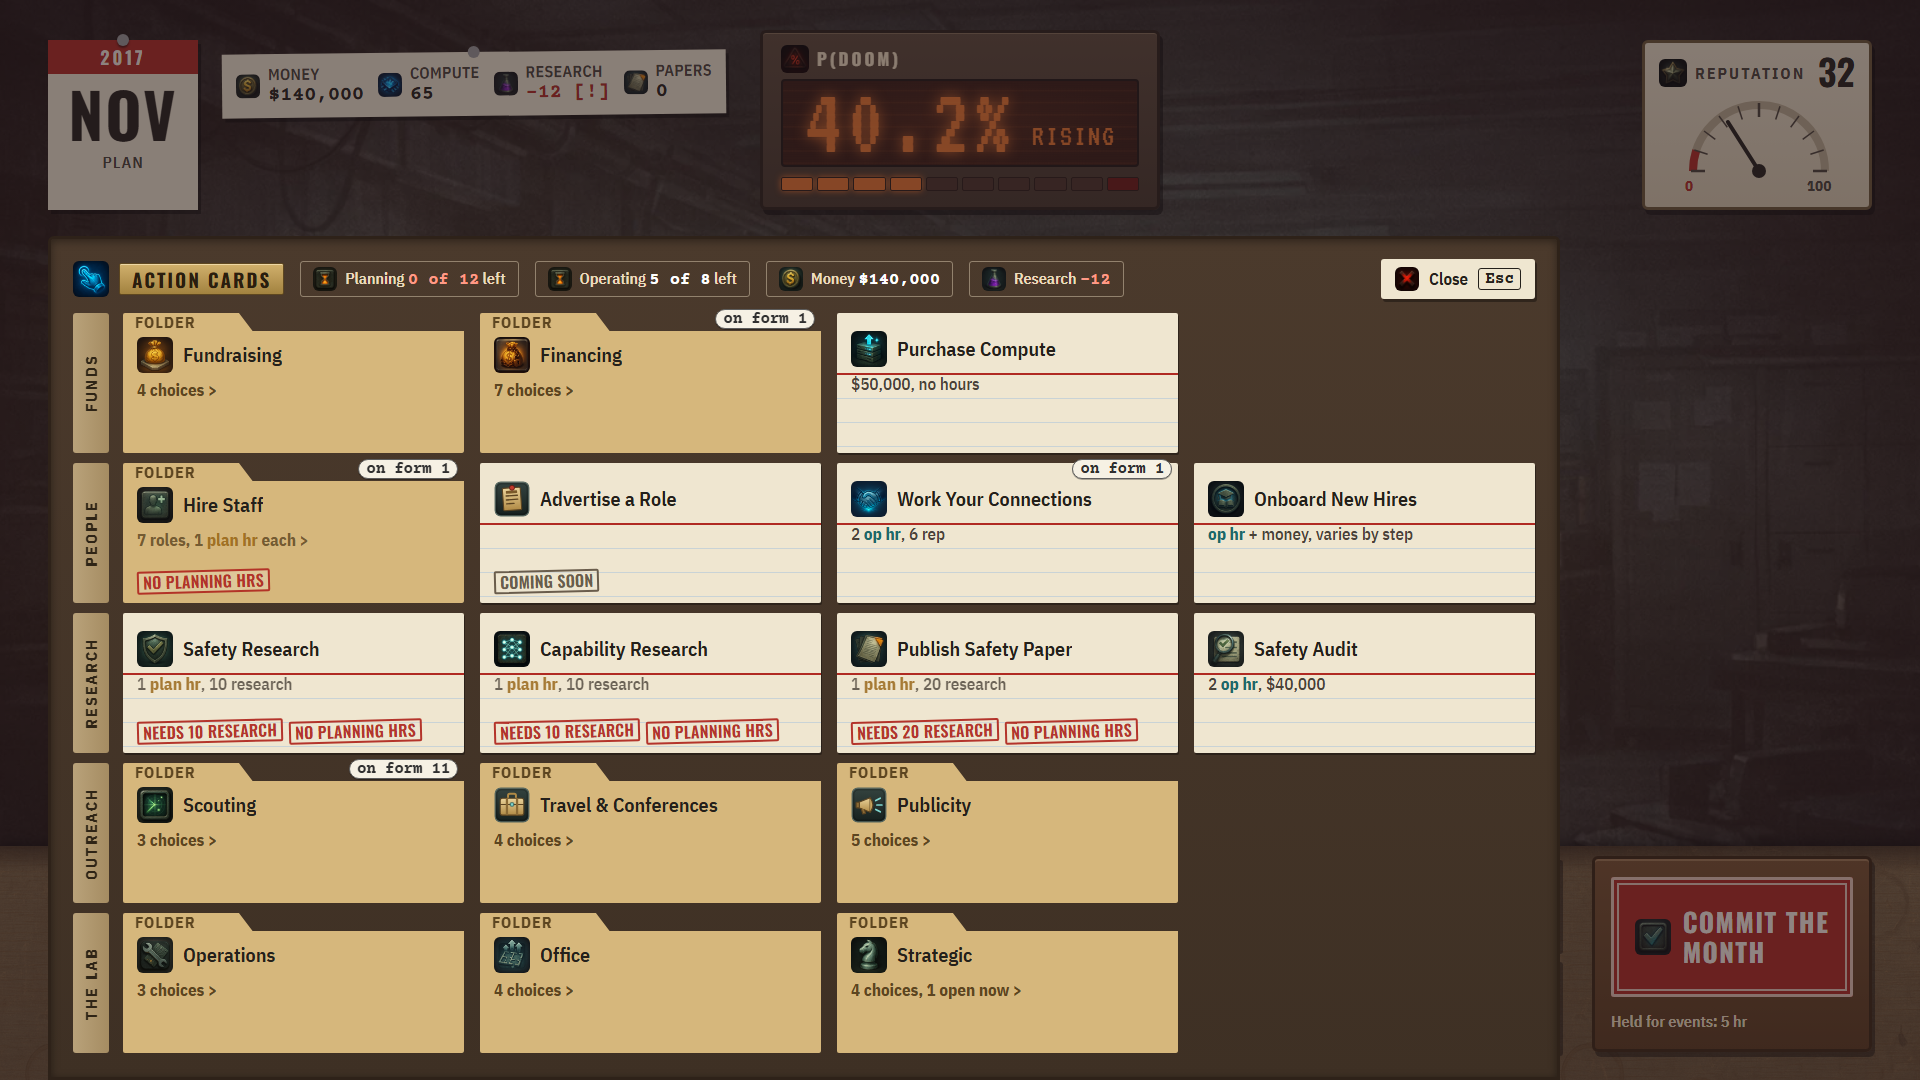 2017
NOV
PLAN
MONEY
$140,000
COMPUTE
65
RESEARCH
-12 [!]
PAPERS
0
P(DOOM)
40.2% RISING
REPUTATION 32
0 100
ACTION CARDS
Planning 0 of 12 left
Operating 5 of 8 left
Money $140,000
Research -12
Close Esc
FUNDS
FOLDER
Fundraising
4 choices >
FOLDER
on form 1
Financing
7 choices >
Purchase Compute
$50,000, no hours
PEOPLE
FOLDER
on form 1
Hire Staff
7 roles, 1 plan hr each >
NO PLANNING HRS
Advertise a Role
COMING SOON
on form 1
Work Your Connections
2 op hr, 6 rep
Onboard New Hires
op hr + money, varies by step
RESEARCH
Safety Research
1 plan hr, 10 research
NEEDS 10 RESEARCH NO PLANNING HRS
Capability Research
1 plan hr, 10 research
NEEDS 10 RESEARCH NO PLANNING HRS
Publish Safety Paper
1 plan hr, 20 research
NEEDS 20 RESEARCH NO PLANNING HRS
Safety Audit
2 op hr, $40,000
OUTREACH
FOLDER
on form 11
Scouting
3 choices >
FOLDER
Travel & Conferences
4 choices >
FOLDER
Publicity
5 choices >
THE LAB
FOLDER
Operations
3 choices >
FOLDER
Office
4 choices >
FOLDER
Strategic
4 choices, 1 open now >
COMMIT THE
MONTH
Held for events: 5 hr